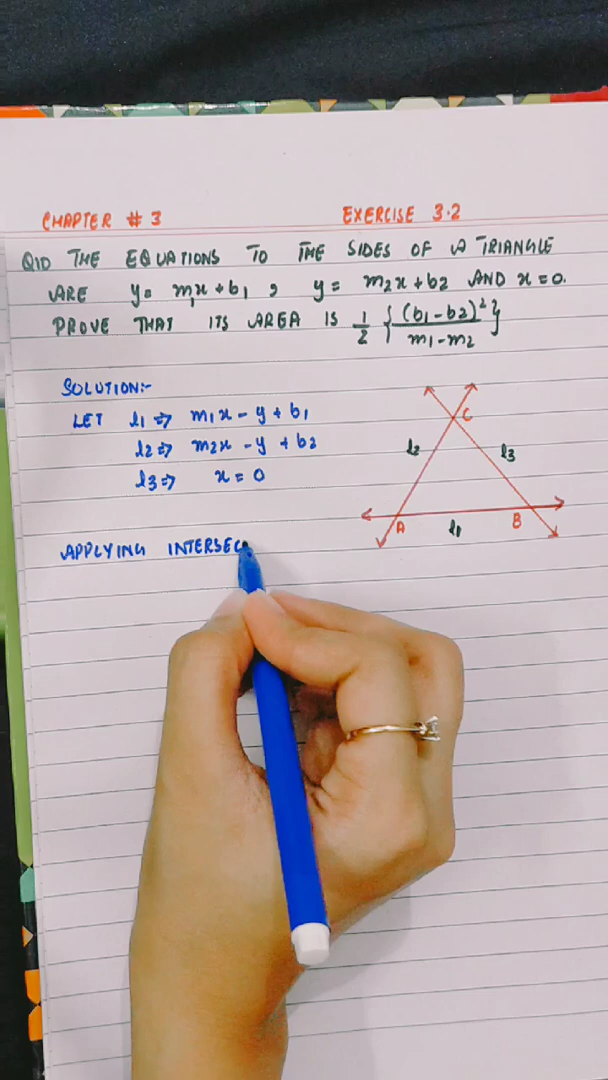 CHAPTER # 3 EXERCISE 3.2
Q10 THE EQUATIONS TO THE SIDES OF A TRIANGLE
ARE y= m₁x+b₁ , y= m₂x+b₂ AND x=0.
PROVE THAT ITS AREA IS 1/2 {(b₁-b₂)²/m₁-m₂}
SOLUTION:-
LET l₁ ⇒ m₁x - y + b₁
l₂ ⇒ m₂x - y + b₂
l₃ ⇒ x = 0
C
l₂ l₃
A B
l₁
APPLYING INTERSEC